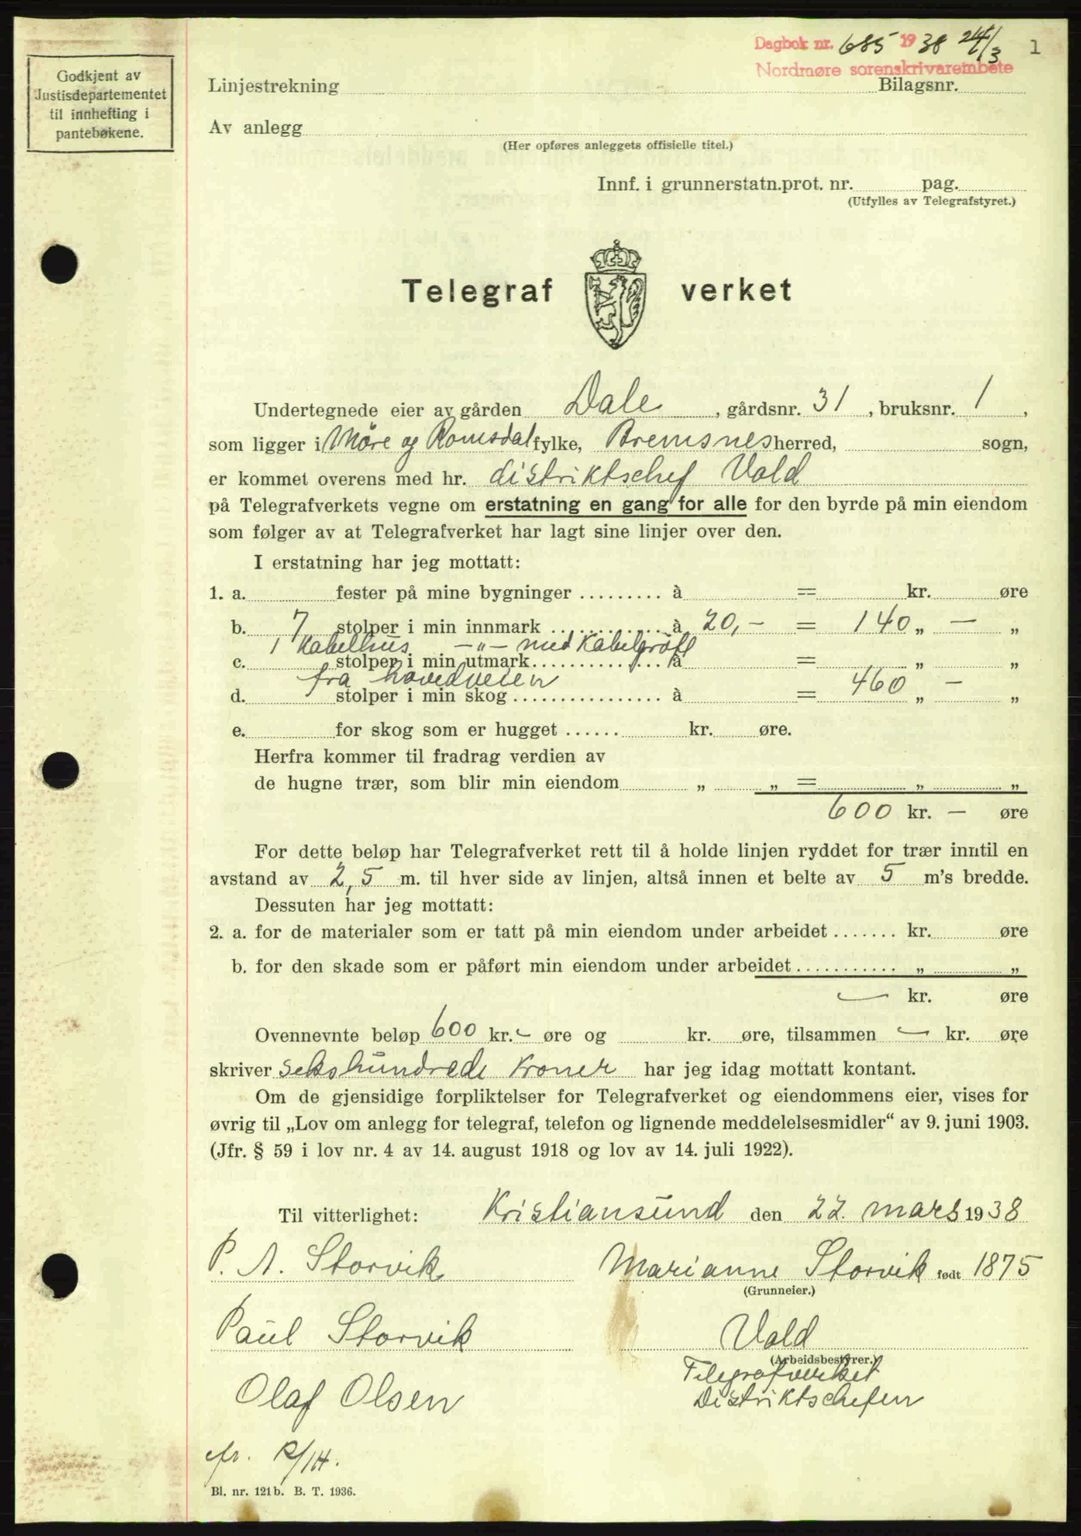 Dagbok nr. 685 1938 24/3 1
Nordmøre sorenskriverembete
Godkjent av
Justisdepartementet
til innhefting i
pantebøkene.
Linjestrekning Bilagsnr.
Av anlegg
(Her opføres anleggets offisielle titel.)
Innf. i grunnerstatn.prot. nr. pag.
(Utfylles av Telegrafstyret.)
Telegraf verket
Undertegnede eier av gården Dale, gårdsnr. 31, bruksnr. 1,
som ligger i Møre og Romsdal fylke, Bremsnes herred, sogn,
er kommet overens med hr. distriktschef Vold
på Telegrafverkets vegne om erstatning en gang for alle for den byrde på min eiendom
som følger av at Telegrafverket har lagt sine linjer over den.
I erstatning har jeg mottatt:
1. a. fester på mine bygninger ......... à = kr. øre
b. 7 stolper i min innmark ............ à 20,- = 140 „ — „
1 Kabelhus —„— med Kabelgrøft
c. stolper i min utmark ............ à = „ „
fra hovedveien 460 —
d. stolper i min skog ................ à = „ „
e. for skog som er hugget ...... kr. øre.
Herfra kommer til fradrag verdien av
de hugne trær, som blir min eiendom „ „ = „ „
600 kr. — øre
For dette beløp har Telegrafverket rett til å holde linjen ryddet for trær inntil en
avstand av 2,5 m. til hver side av linjen, altså innen et belte av 5 m's bredde.
Dessuten har jeg mottatt:
2. a. for de materialer som er tatt på min eiendom under arbeidet ....... kr. øre
b. for den skade som er påført min eiendom under arbeidet ........... „ „
— kr. øre
Ovennevnte beløp 600 kr. - øre og kr. øre, tilsammen — kr. øre
skriver sekshundrede kroner har jeg idag mottatt kontant.
Om de gjensidige forpliktelser for Telegrafverket og eiendommens eier, vises for
øvrig til „Lov om anlegg for telegraf, telefon og lignende meddelelsesmidler” av 9. juni 1903.
(Jfr. § 59 i lov nr. 4 av 14. august 1918 og lov av 14. juli 1922).
Til vitterlighet: Kristiansund den 22. mars 1938
P. A. Storvik Marianne Storvik født 1875
(Grunneier.)
Paul Storvik Vold
(Arbeidsbestyrer.)
Telegrafverket
Olaf Olsen Distriktschefen
Bl. nr. 121 b. B. T. 1936.